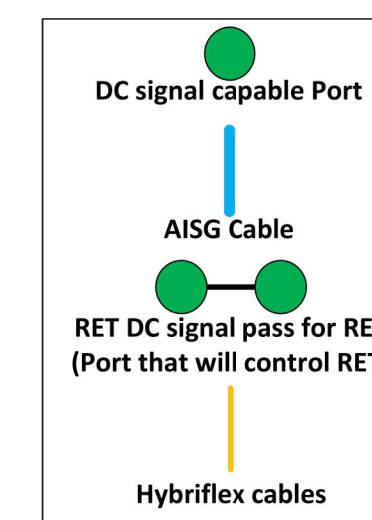 DC signal capable Port
AISG Cable
RET DC signal pass for RE
(Port that will control RET
Hybriflex cables